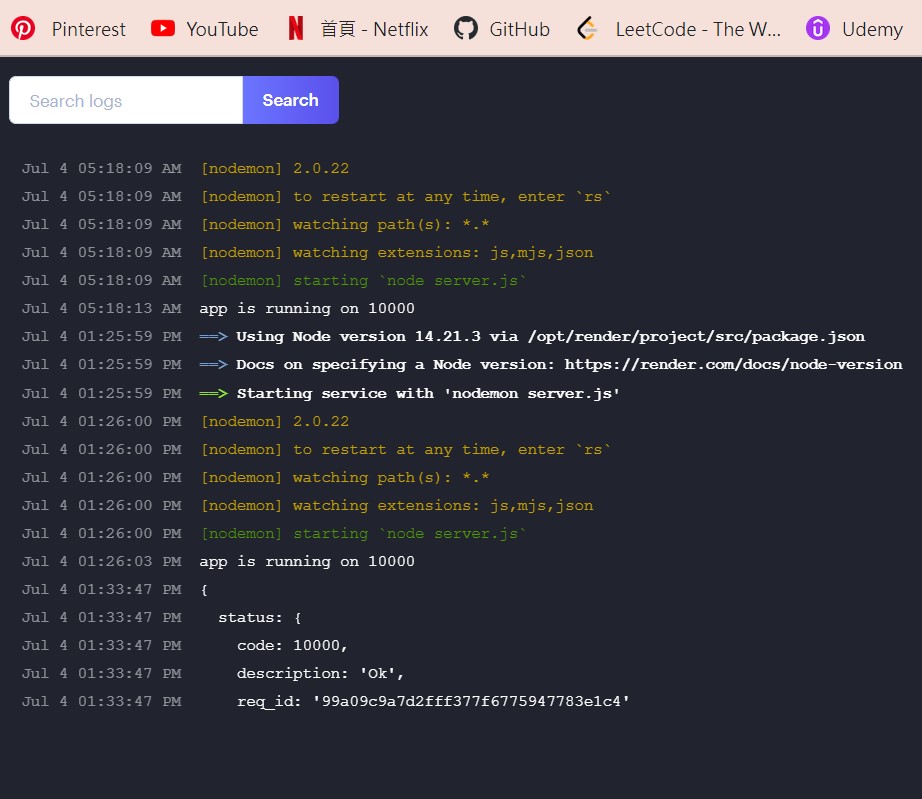 Pinterest YouTube 首頁 - Netflix GitHub LeetCode - The W... Udemy
Search logs Search
Jul 4 05:18:09 AM [nodemon] 2.0.22
Jul 4 05:18:09 AM [nodemon] to restart at any time, enter `rs`
Jul 4 05:18:09 AM [nodemon] watching path(s): *.*
Jul 4 05:18:09 AM [nodemon] watching extensions: js,mjs,json
Jul 4 05:18:09 AM [nodemon] starting `node server.js`
Jul 4 05:18:13 AM app is running on 10000
Jul 4 01:25:59 PM ==> Using Node version 14.21.3 via /opt/render/project/src/package.json
Jul 4 01:25:59 PM ==> Docs on specifying a Node version: https://render.com/docs/node-version
Jul 4 01:25:59 PM ==> Starting service with 'nodemon server.js'
Jul 4 01:26:00 PM [nodemon] 2.0.22
Jul 4 01:26:00 PM [nodemon] to restart at any time, enter `rs`
Jul 4 01:26:00 PM [nodemon] watching path(s): *.*
Jul 4 01:26:00 PM [nodemon] watching extensions: js,mjs,json
Jul 4 01:26:00 PM [nodemon] starting `node server.js`
Jul 4 01:26:03 PM app is running on 10000
Jul 4 01:33:47 PM {
Jul 4 01:33:47 PM status: {
Jul 4 01:33:47 PM code: 10000,
Jul 4 01:33:47 PM description: 'Ok',
Jul 4 01:33:47 PM req_id: '99a09c9a7d2fff377f6775947783e1c4'